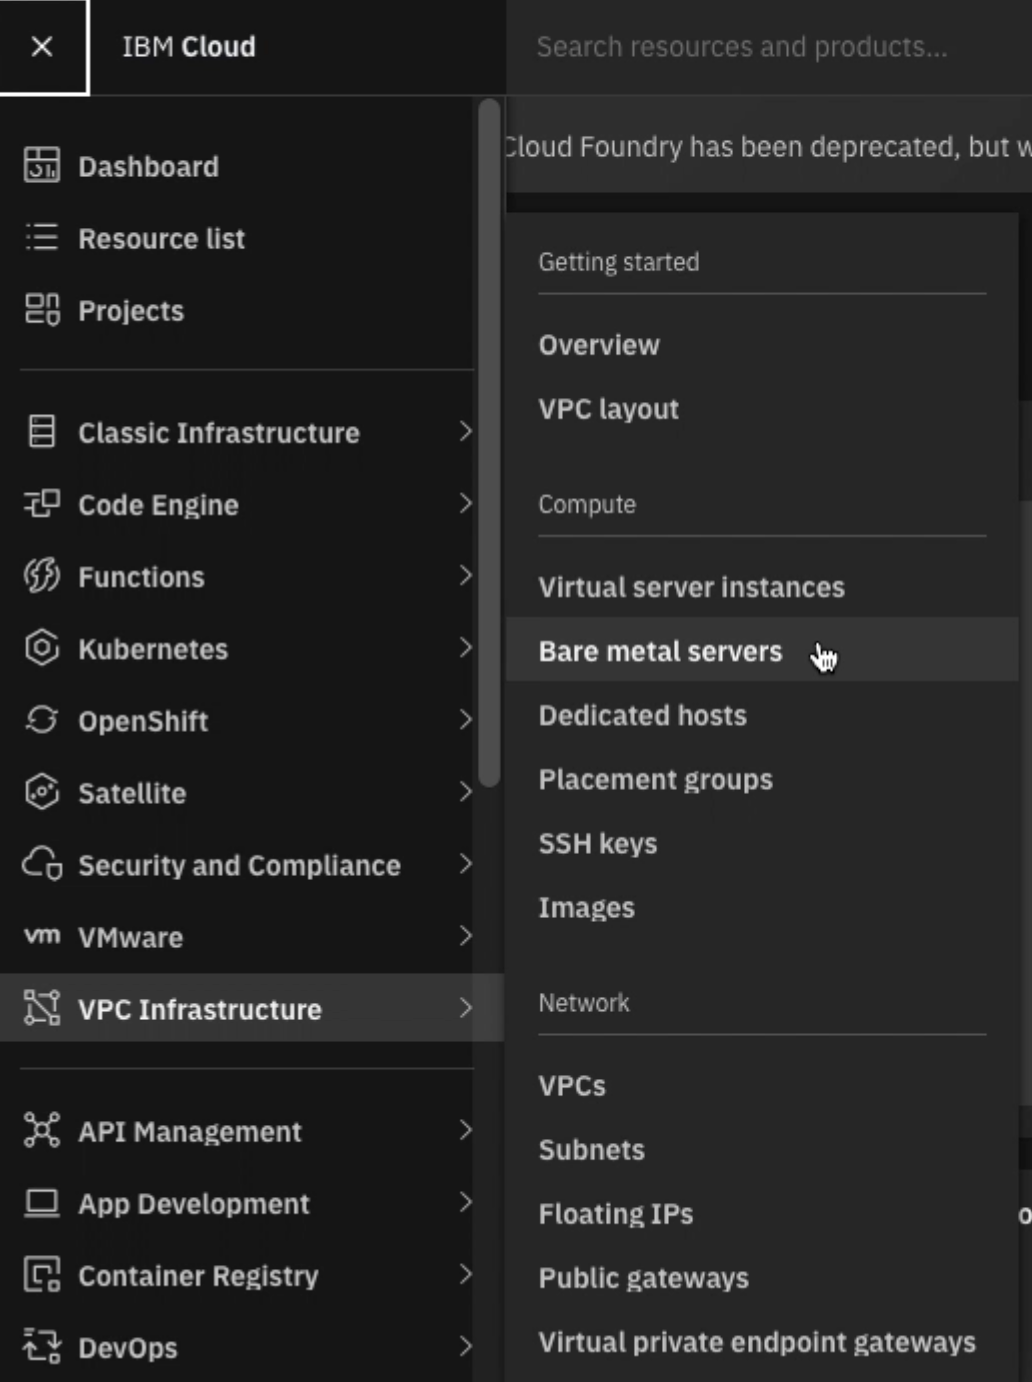 IBM Cloud
Search resources and products...
Cloud Foundry has been deprecated, but
Dashboard
Resource list
Projects
Classic Infrastructure
Code Engine
Functions
Kubernetes
OpenShift
Satellite
Security and Compliance
vm VMware
VPC Infrastructure
API Management
App Development
Container Registry
DevOps
Getting started
Overview
VPC layout
Compute
Virtual server instances
Bare metal servers
Dedicated hosts
Placement groups
SSH keys
Images
Network
VPCs
Subnets
Floating IPs
Public gateways
Virtual private endpoint gateways